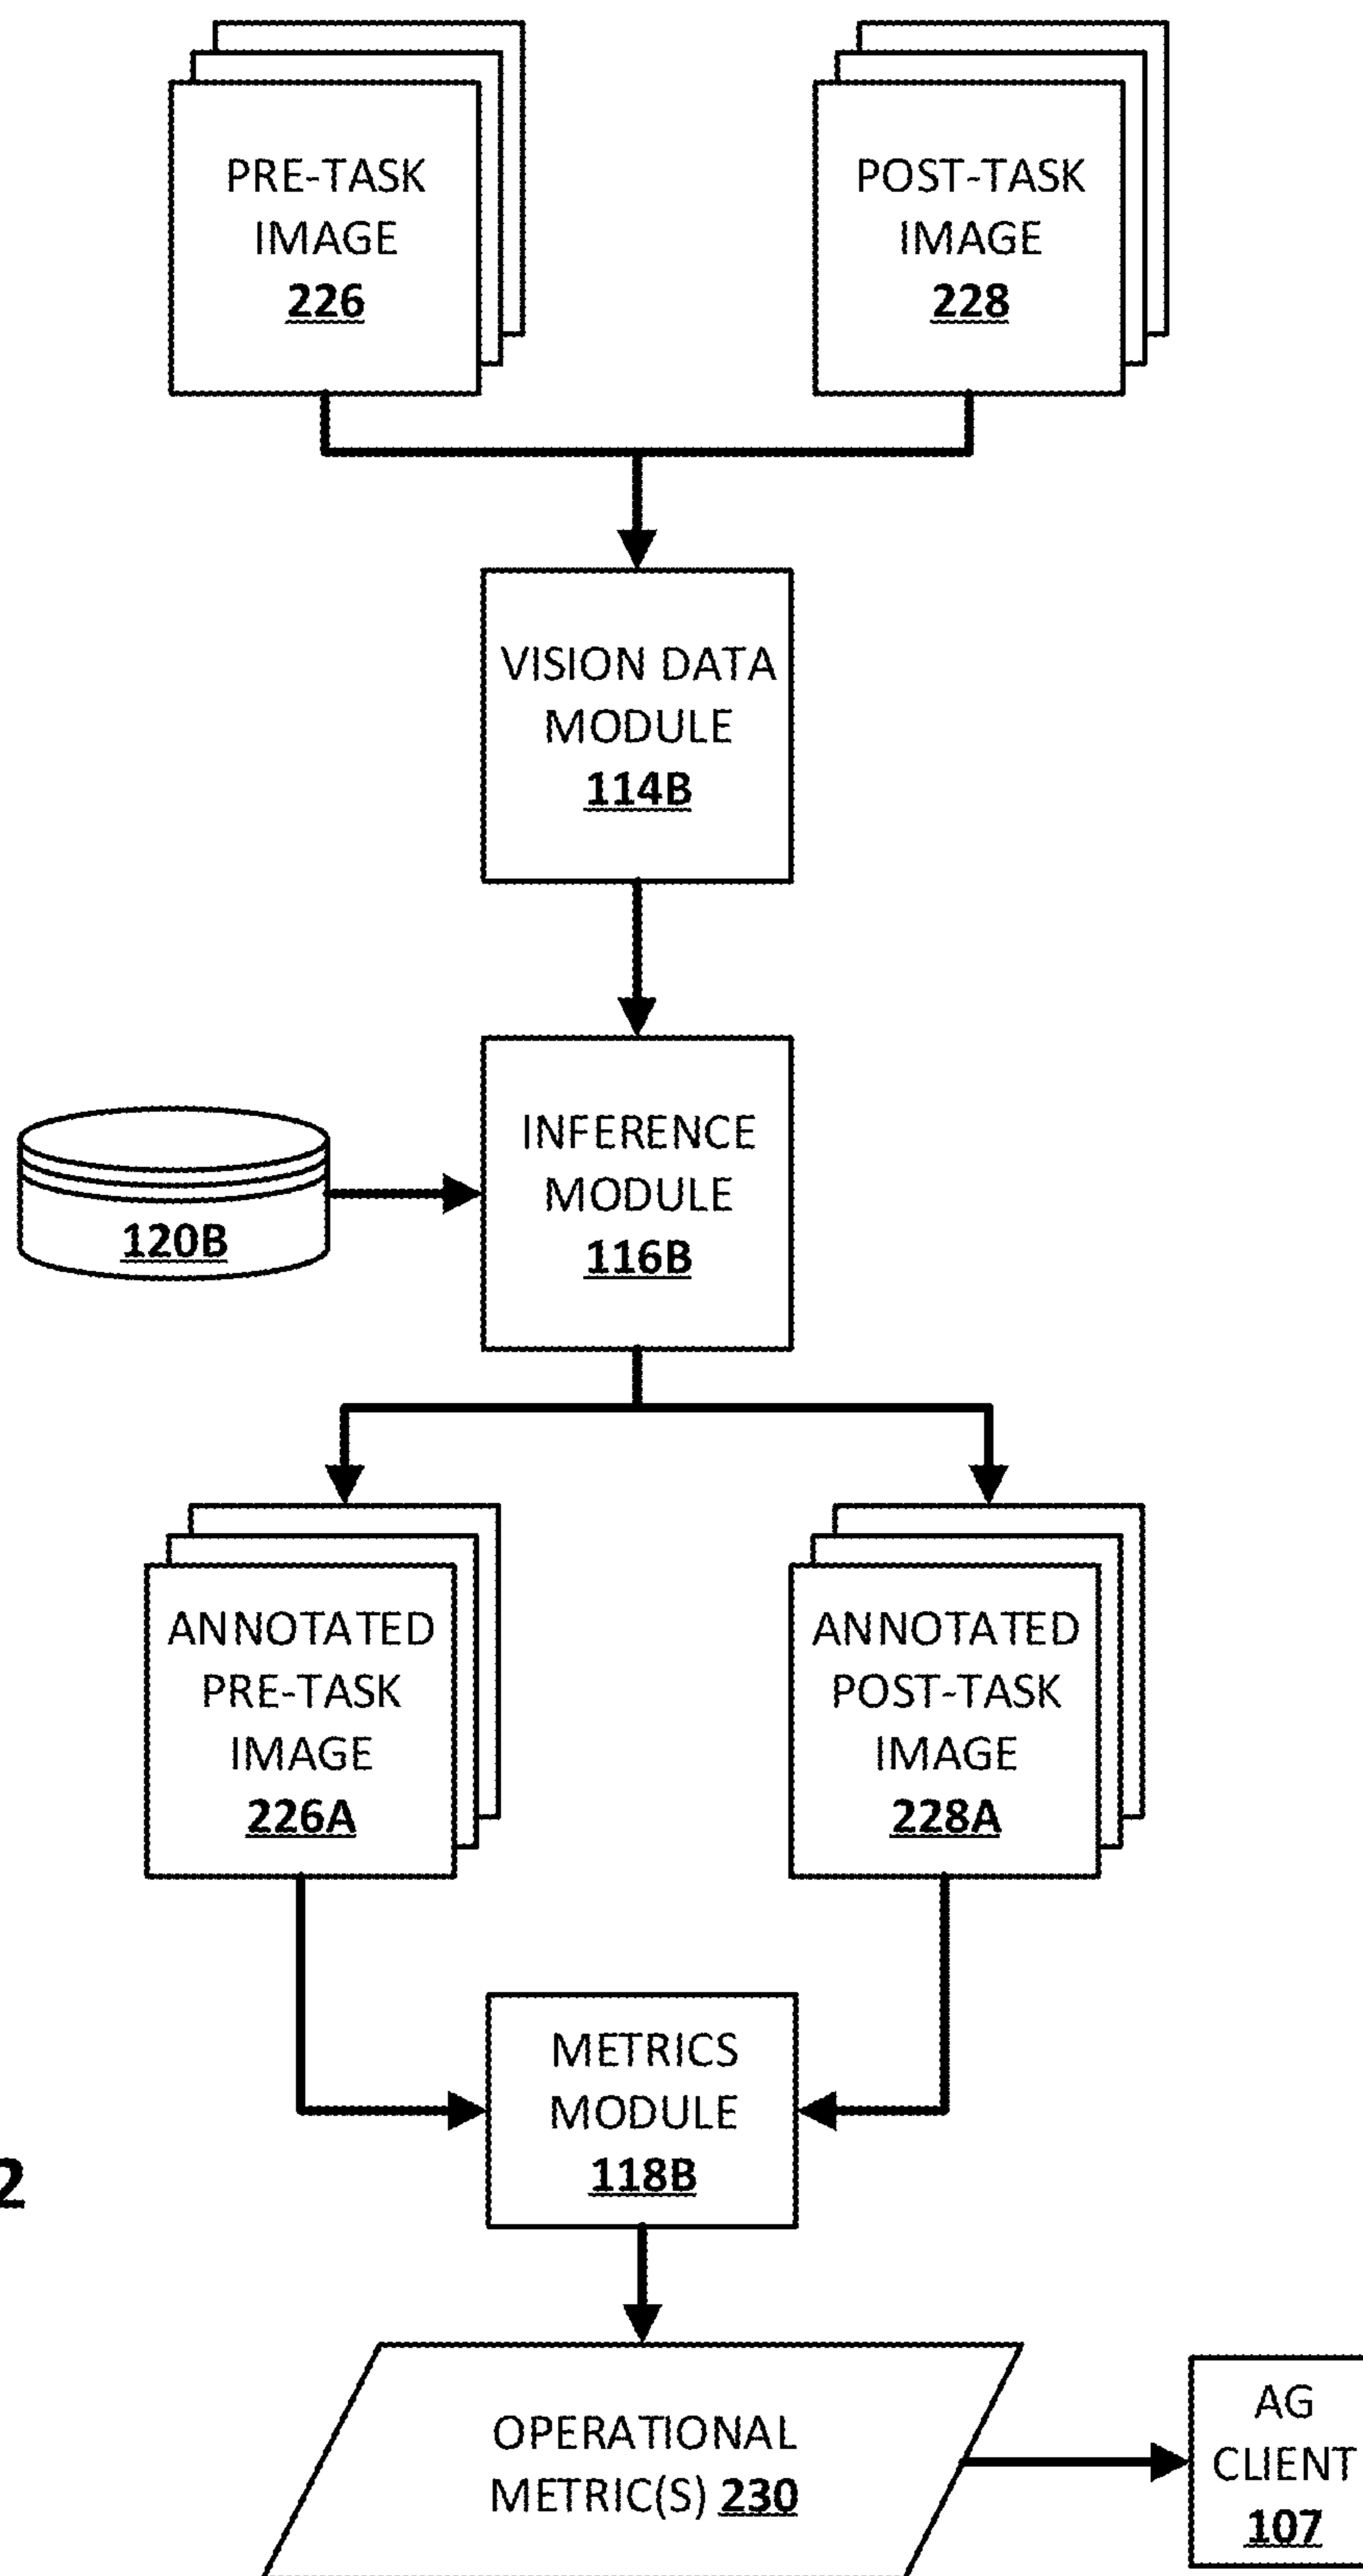 PRE-TASK
IMAGE
226
POST-TASK
IMAGE
228
VISION DATA
MODULE
114B
INFERENCE
MODULE
116B
120B
ANNOTATED
PRE-TASK
IMAGE
226A
ANNOTATED
POST-TASK
IMAGE
228A
METRICS
MODULE
118B
2
OPERATIONAL
METRIC(S) 230
AG
CLIENT
107